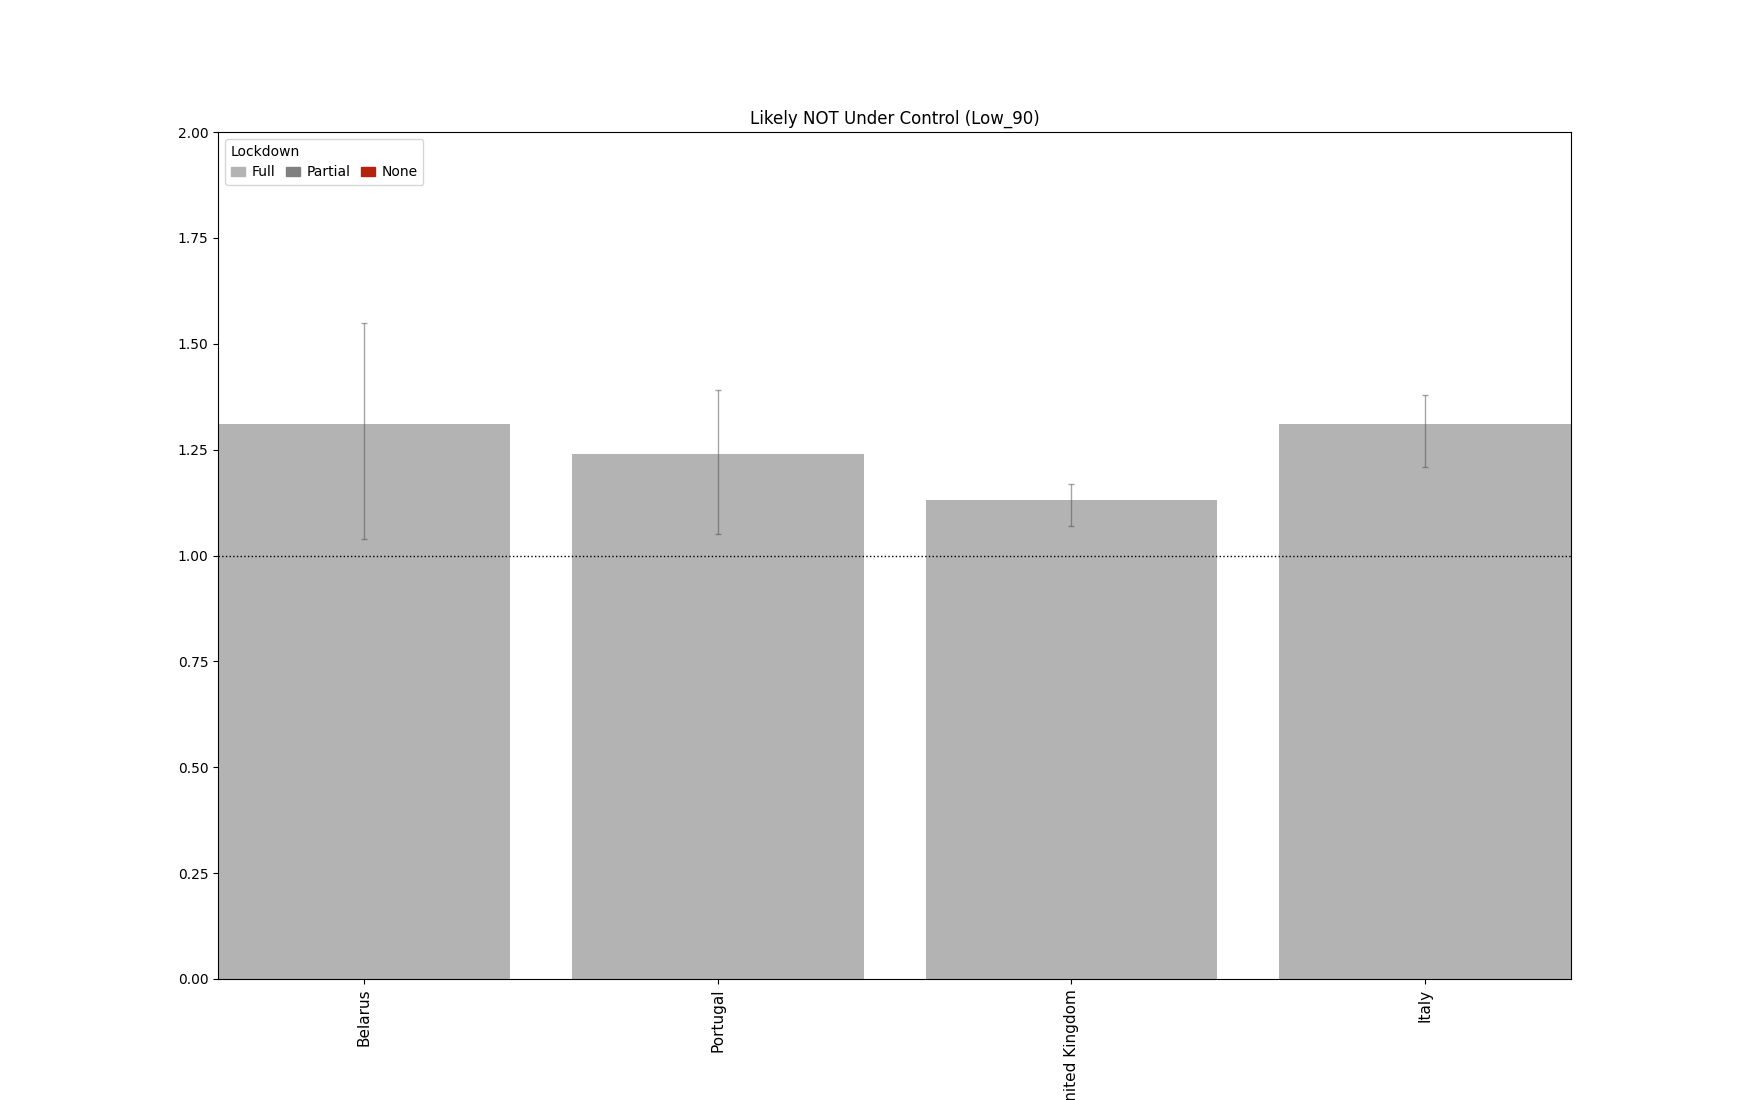 Likely NOT Under Control (Low_90)
Lockdown
Full Partial None
2.00
1.75
1.50
1.25
1.00
0.75
0.50
0.25
0.00
Belarus
Portugal
nited Kingdom
Italy